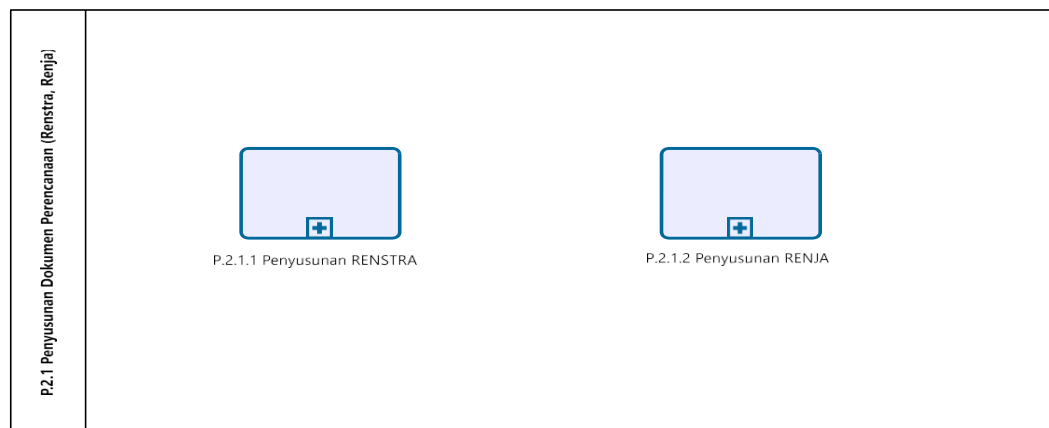 P.2.1 Penyusunan Dokumen Perencanaan (Renstra, Renja)
P.2.1.1 Penyusunan RENSTRA
P.2.1.2 Penyusunan RENJA